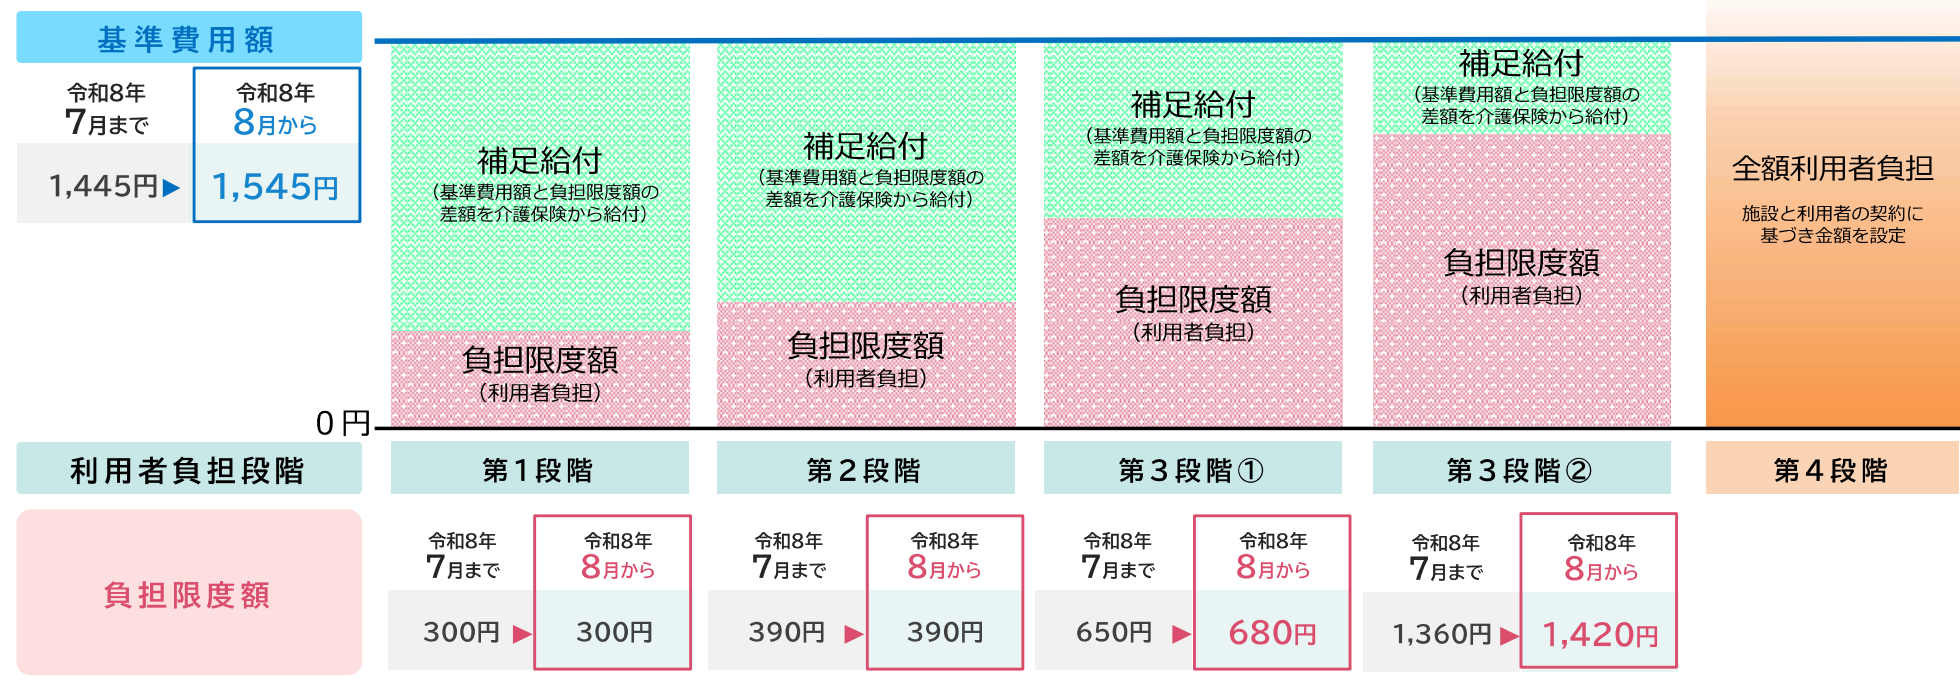 基準費用額
令和8年
7月まで
令和8年
8月から
1,445円▶
1,545円
補足給付
（基準費用額と負担限度額の
差額を介護保険から給付）
負担限度額
（利用者負担）
補足給付
（基準費用額と負担限度額の
差額を介護保険から給付）
負担限度額
（利用者負担）
補足給付
（基準費用額と負担限度額の
差額を介護保険から給付）
負担限度額
（利用者負担）
補足給付
（基準費用額と負担限度額の
差額を介護保険から給付）
負担限度額
（利用者負担）
全額利用者負担
施設と利用者の契約に
基づき金額を設定
0円
利用者負担段階
第1段階
第2段階
第3段階①
第3段階②
第4段階
負担限度額
令和8年
7月まで
令和8年
8月から
300円▶
300円
令和8年
7月まで
令和8年
8月から
390円▶
390円
令和8年
7月まで
令和8年
8月から
650円▶
680円
令和8年
7月まで
令和8年
8月から
1,360円▶
1,420円